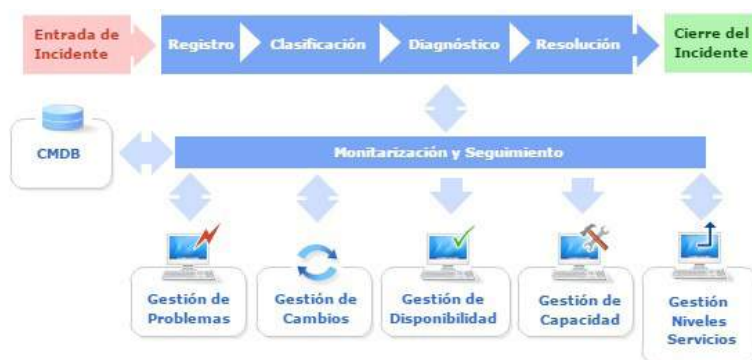 Entrada de
Incidente
Registro
Clasificación
Diagnóstico
Resolución
Cierre del
Incidente
CMDB
Monitarización y Seguimiento
Gestión de
Problemas
Gestión de
Cambios
Gestión de
Disponibilidad
Gestión de
Capacidad
Gestión
Niveles
Servicios